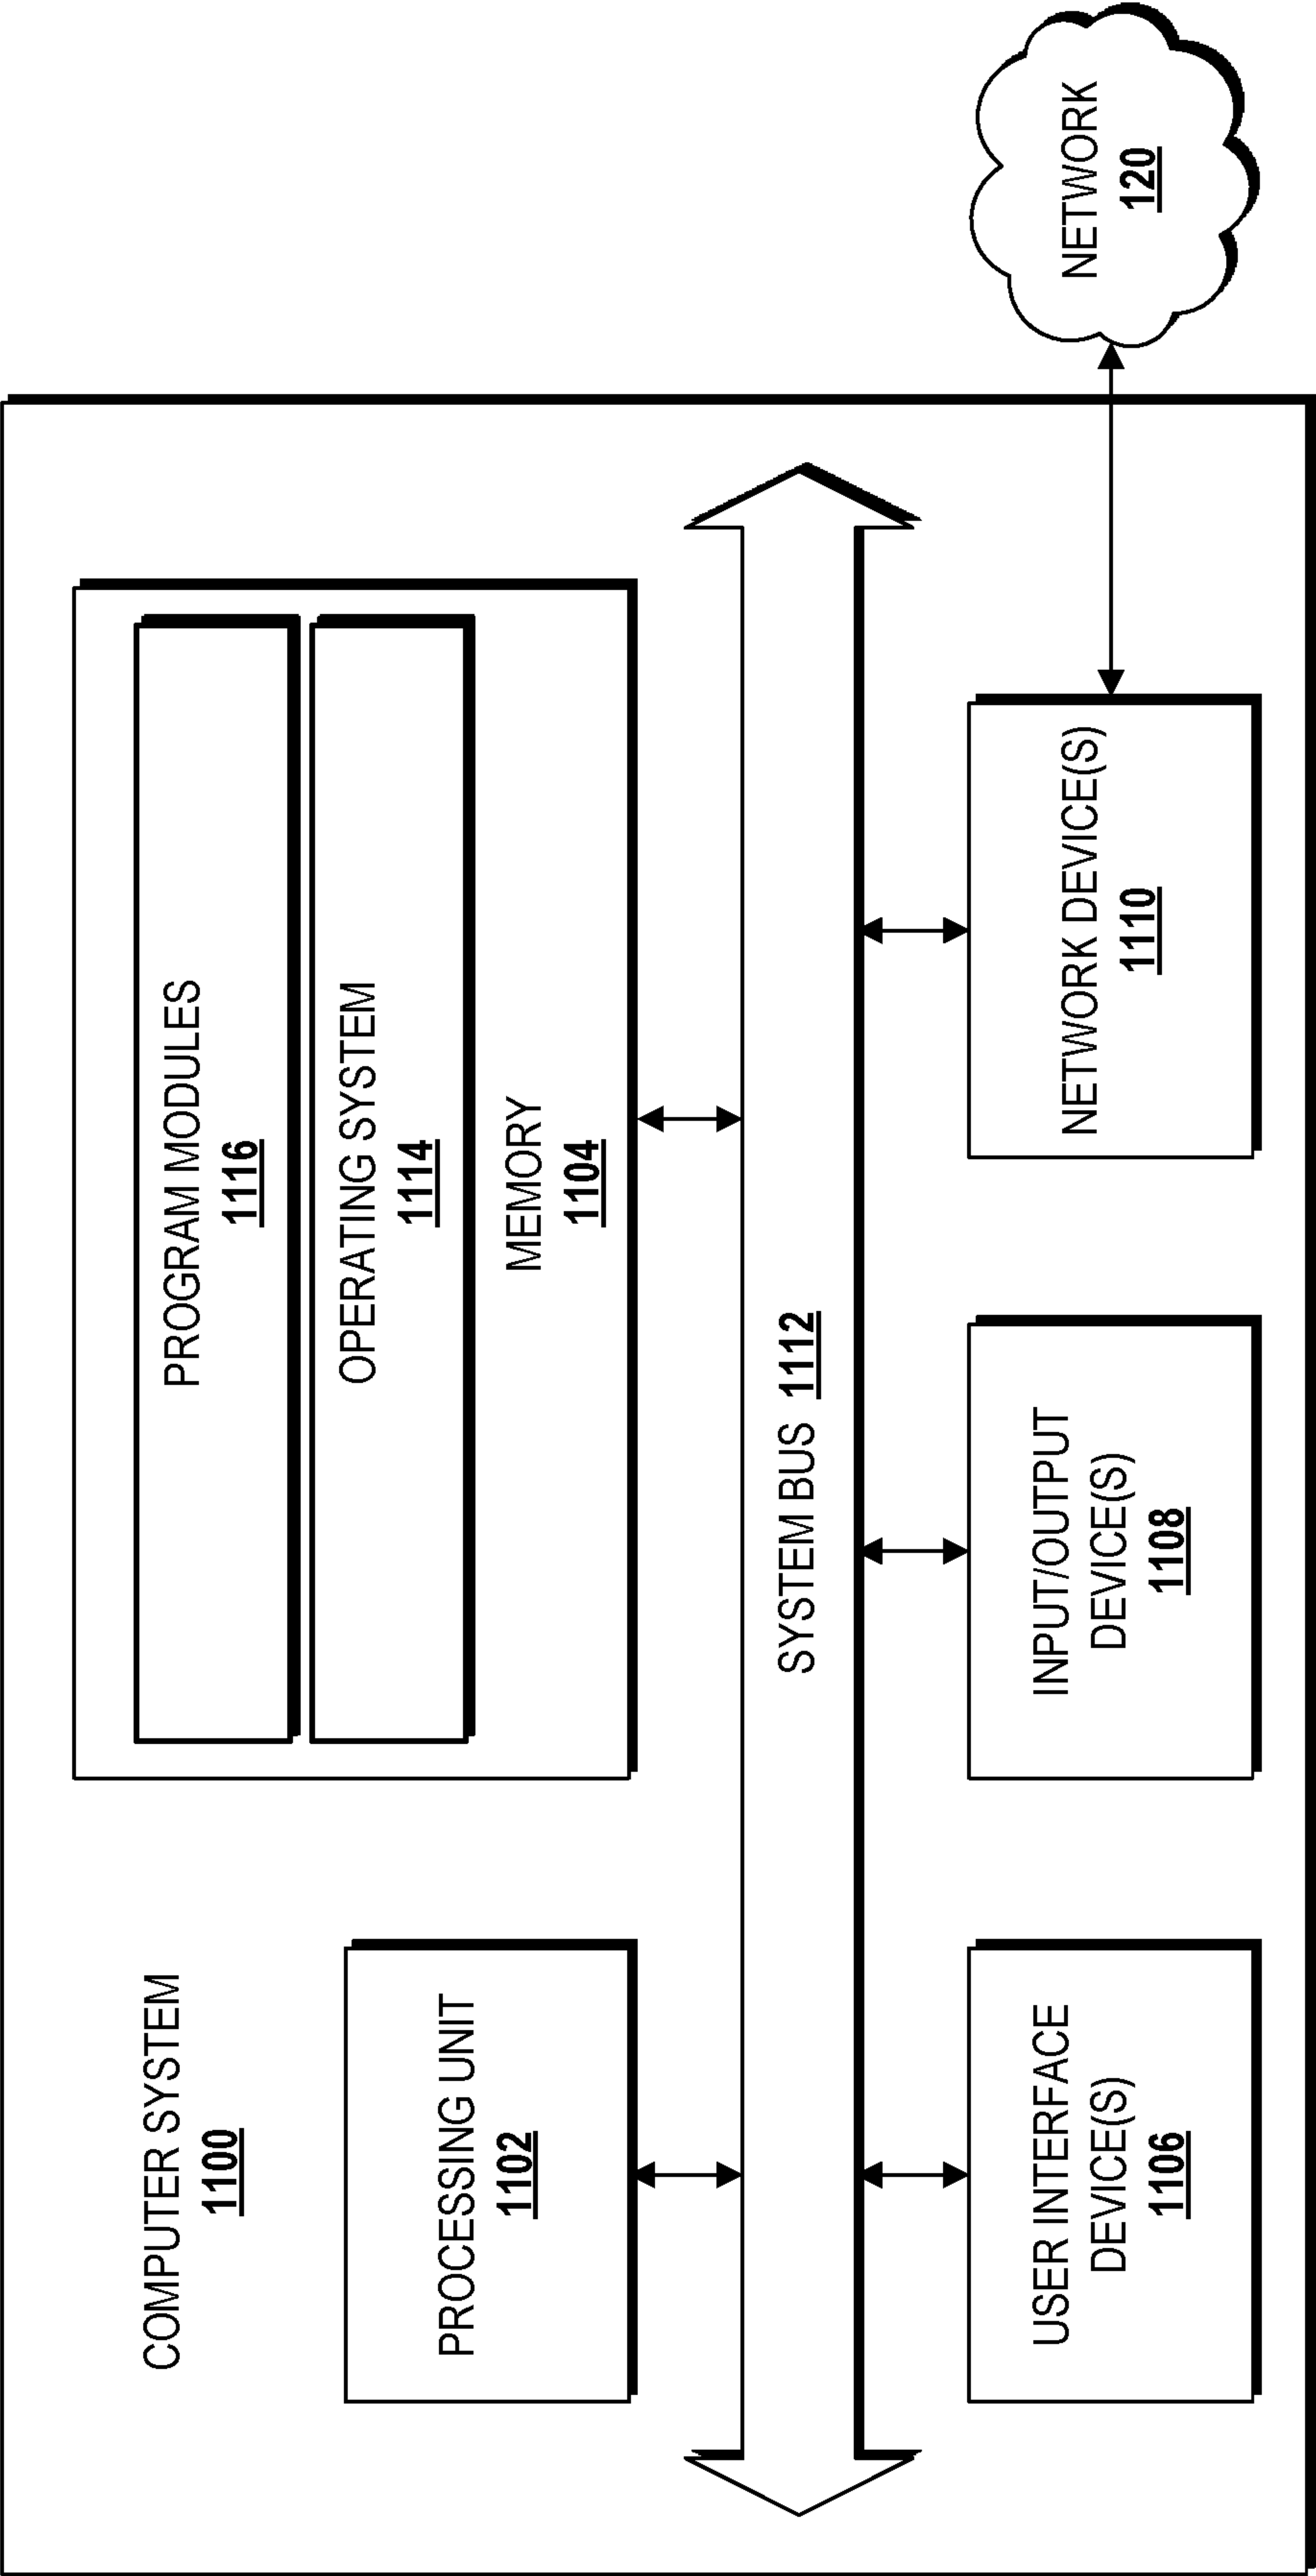 COMPUTER SYSTEM
1100
PROGRAM MODULES
1116
OPERATING SYSTEM
1114
MEMORY
1104
PROCESSING UNIT
1102
SYSTEM BUS 1112
USER INTERFACE
DEVICE(S)
1106
INPUT/OUTPUT
DEVICE(S)
1108
NETWORK DEVICE(S)
1110
NETWORK
120